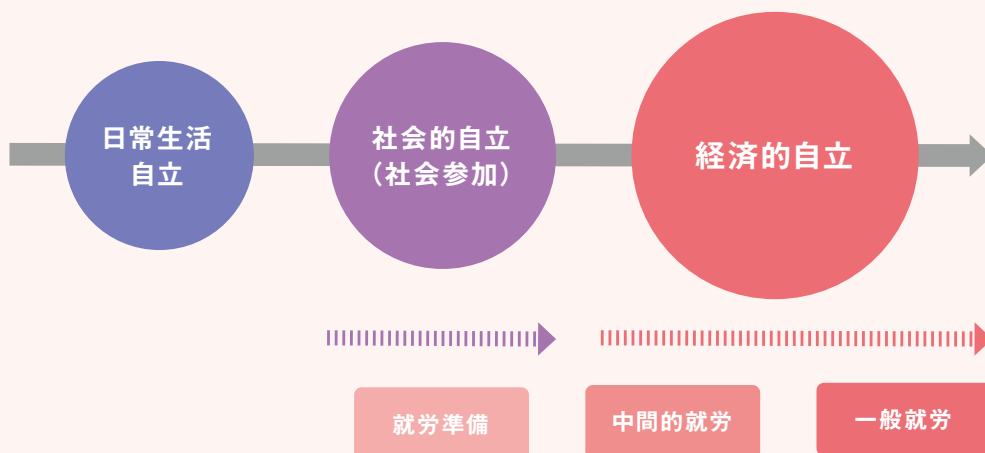 日常生活
自立
社会的自立
（社会参加）
経済的自立
就労準備
中間的就労
一般就労